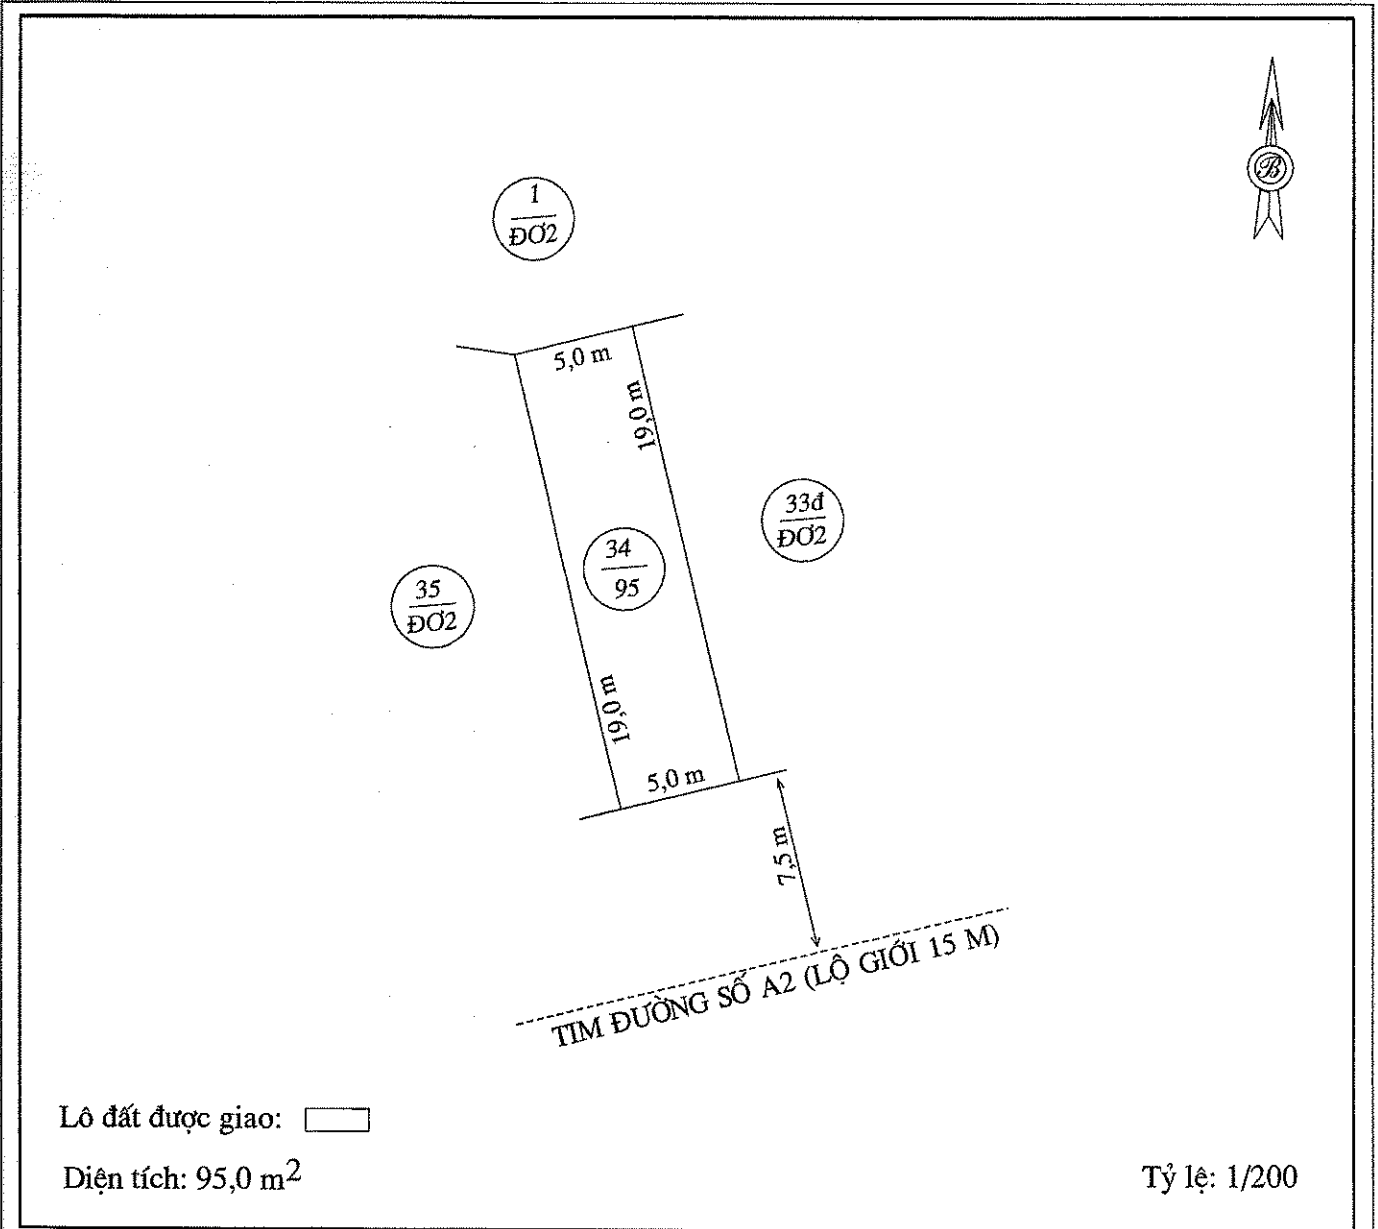 B
1
ĐƠ2
5,0 m
19,0 m
33đ
ĐƠ2
34
95
35
ĐƠ2
19,0 m
5,0 m
7,5 m
TIM ĐƯỜNG SỐ A2 (LỘ GIỚI 15 M)
Lô đất được giao:
Diện tích: 95,0 m2
Tỷ lệ: 1/200